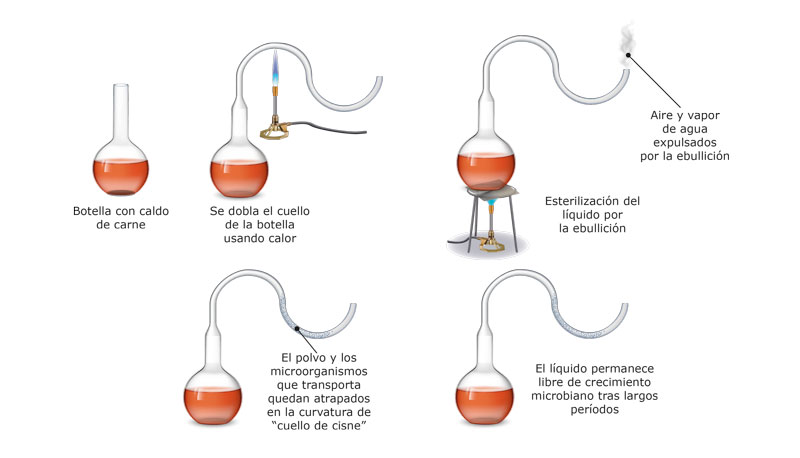 Botella con caldo
de carne
Se dobla el cuello
de la botella
usando calor
Aire y vapor
de agua
expulsados
por la ebullición
Esterilización del
líquido por
la ebullición
El polvo y los
microorganismos
que transporta
quedan atrapados
en la curvatura de
“cuello de cisne”
El líquido permanece
libre de crecimiento
microbiano tras largos
períodos